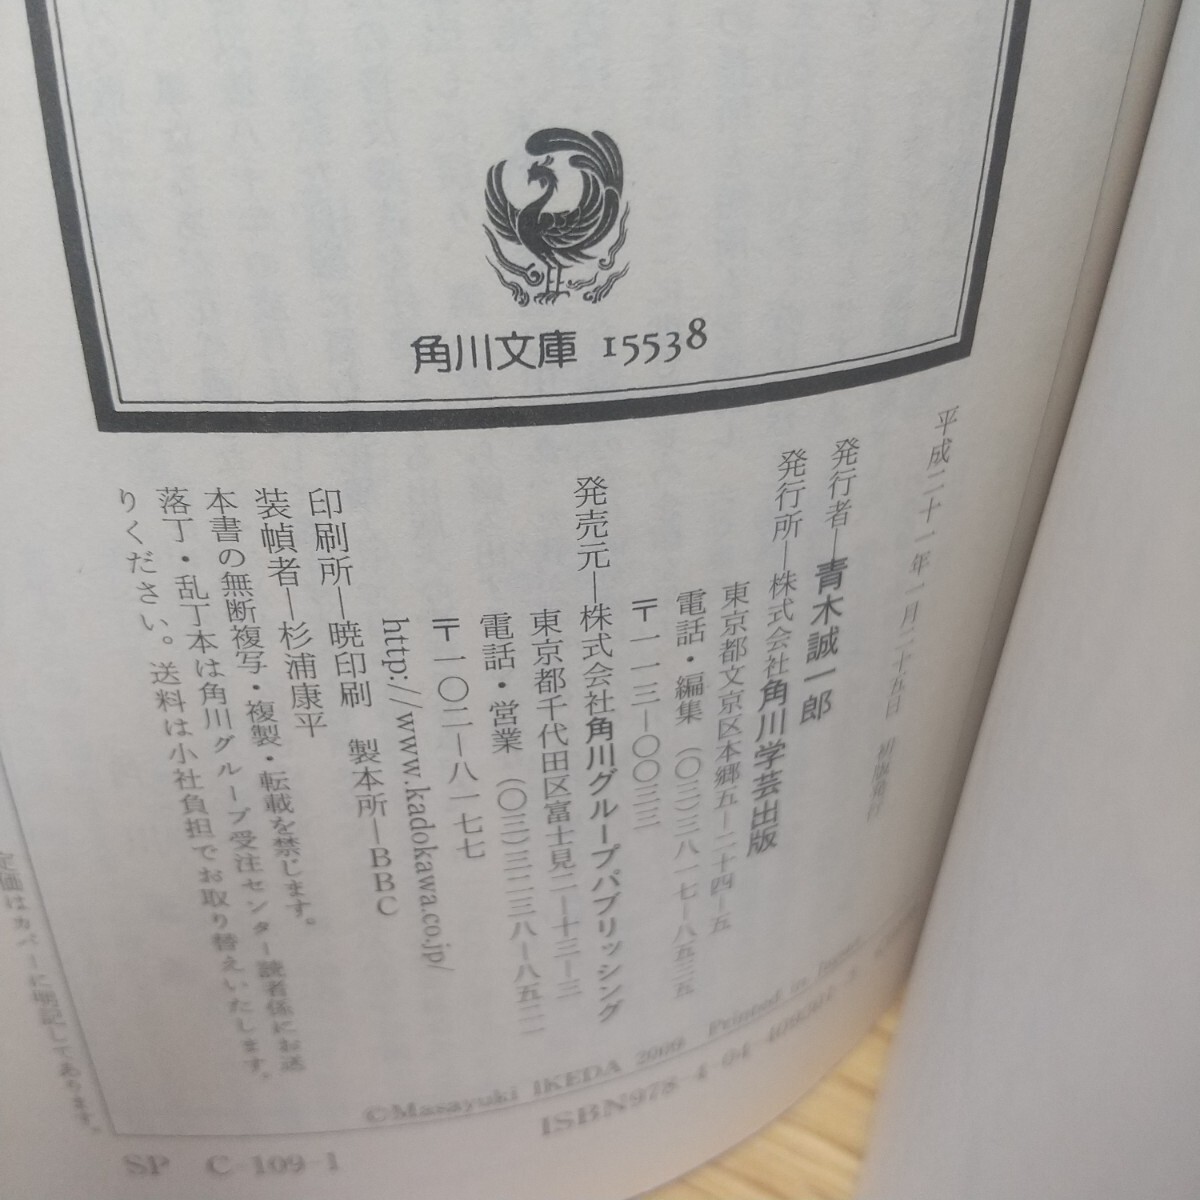 角川文庫 15538
平成二十一年一月二十五日 初版発行
発行者―青木誠一郎
発行所―株式会社角川学芸出版
東京都文京区本郷五―二十四―五
電話・編集(〇三)三八一七―八五三五
〒一一三―〇〇三三
発売元―株式会社角川グループパブリッシング
東京都千代田区富士見二―十三―三
電話・営業(〇三)三二三八―八五二一
〒一〇二―八一七七
http://www.kadokawa.co.jp/
印刷所―暁印刷 製本所―BBC
装幀者―杉浦康平
本書の無断複写・複製・転載を禁じます。
落丁・乱丁本は角川グループ受注センター読者係にお送
りください。送料は小社負担でお取り替えいたします。
定価はカバーに明記してあります。
©Masayuki IKEDA 2009 Printed in Japan
SP C-109-1